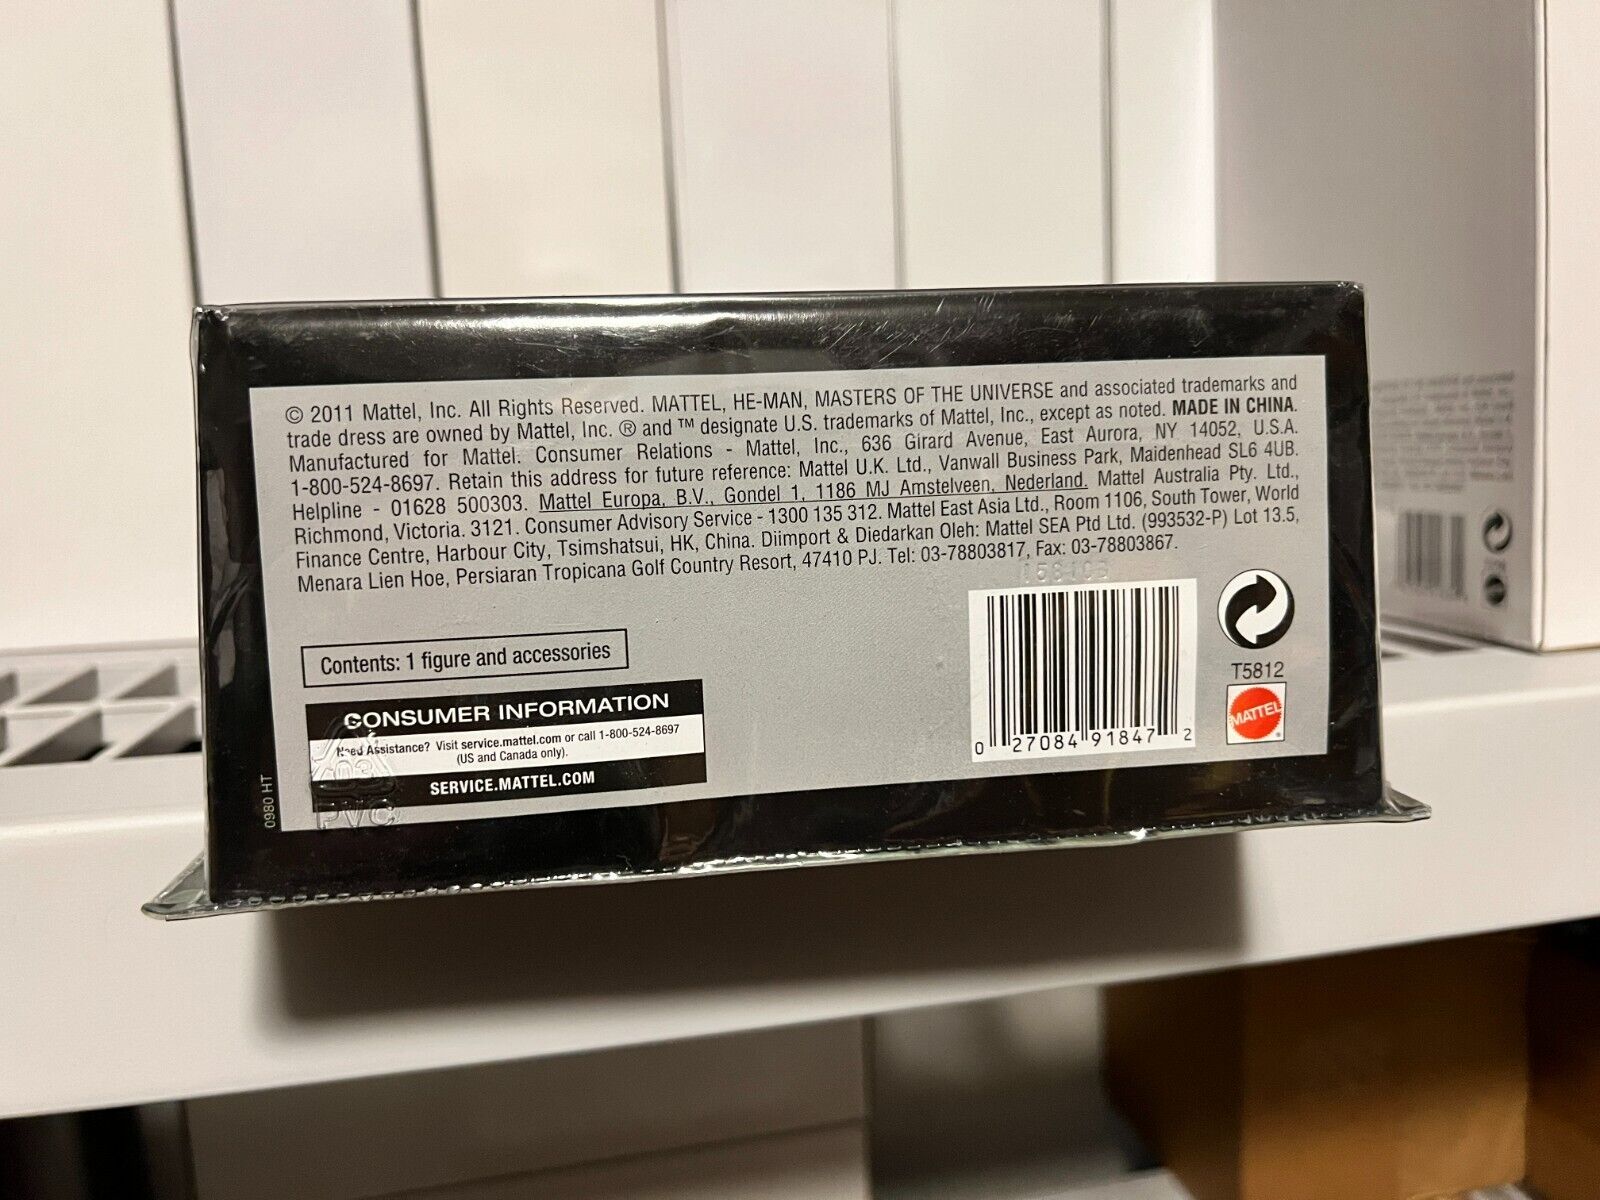 © 2011 Mattel, Inc. All Rights Reserved. MATTEL, HE-MAN, MASTERS OF THE UNIVERSE and associated trademarks and
trade dress are owned by Mattel, Inc. ® and ™ designate U.S. trademarks of Mattel, Inc., except as noted. MADE IN CHINA.
Manufactured for Mattel. Consumer Relations - Mattel, Inc., 636 Girard Avenue, East Aurora, NY 14052, U.S.A.
1-800-524-8697. Retain this address for future reference: Mattel U.K. Ltd., Vanwall Business Park, Maidenhead SL6 4UB.
Helpline - 01628 500303. Mattel Europa, B.V., Gondel 1, 1186 MJ Amstelveen, Nederland. Mattel Australia Pty. Ltd.,
Richmond, Victoria. 3121. Consumer Advisory Service - 1300 135 312. Mattel East Asia Ltd., Room 1106, South Tower, World
Finance Centre, Harbour City, Tsimshatsui, HK, China. Diimport & Diedarkan Oleh: Mattel SEA Ptd Ltd. (993532-P) Lot 13.5,
Menara Lien Hoe, Persiaran Tropicana Golf Country Resort, 47410 PJ. Tel: 03-78803817, Fax: 03-78803867.
Contents: 1 figure and accessories
CONSUMER INFORMATION
Need Assistance? Visit service.mattel.com or call 1-800-524-8697
(US and Canada only).
SERVICE.MATTEL.COM
03
PVC
0980 HT
0 27084 91847 2
T5812
MATTEL
®